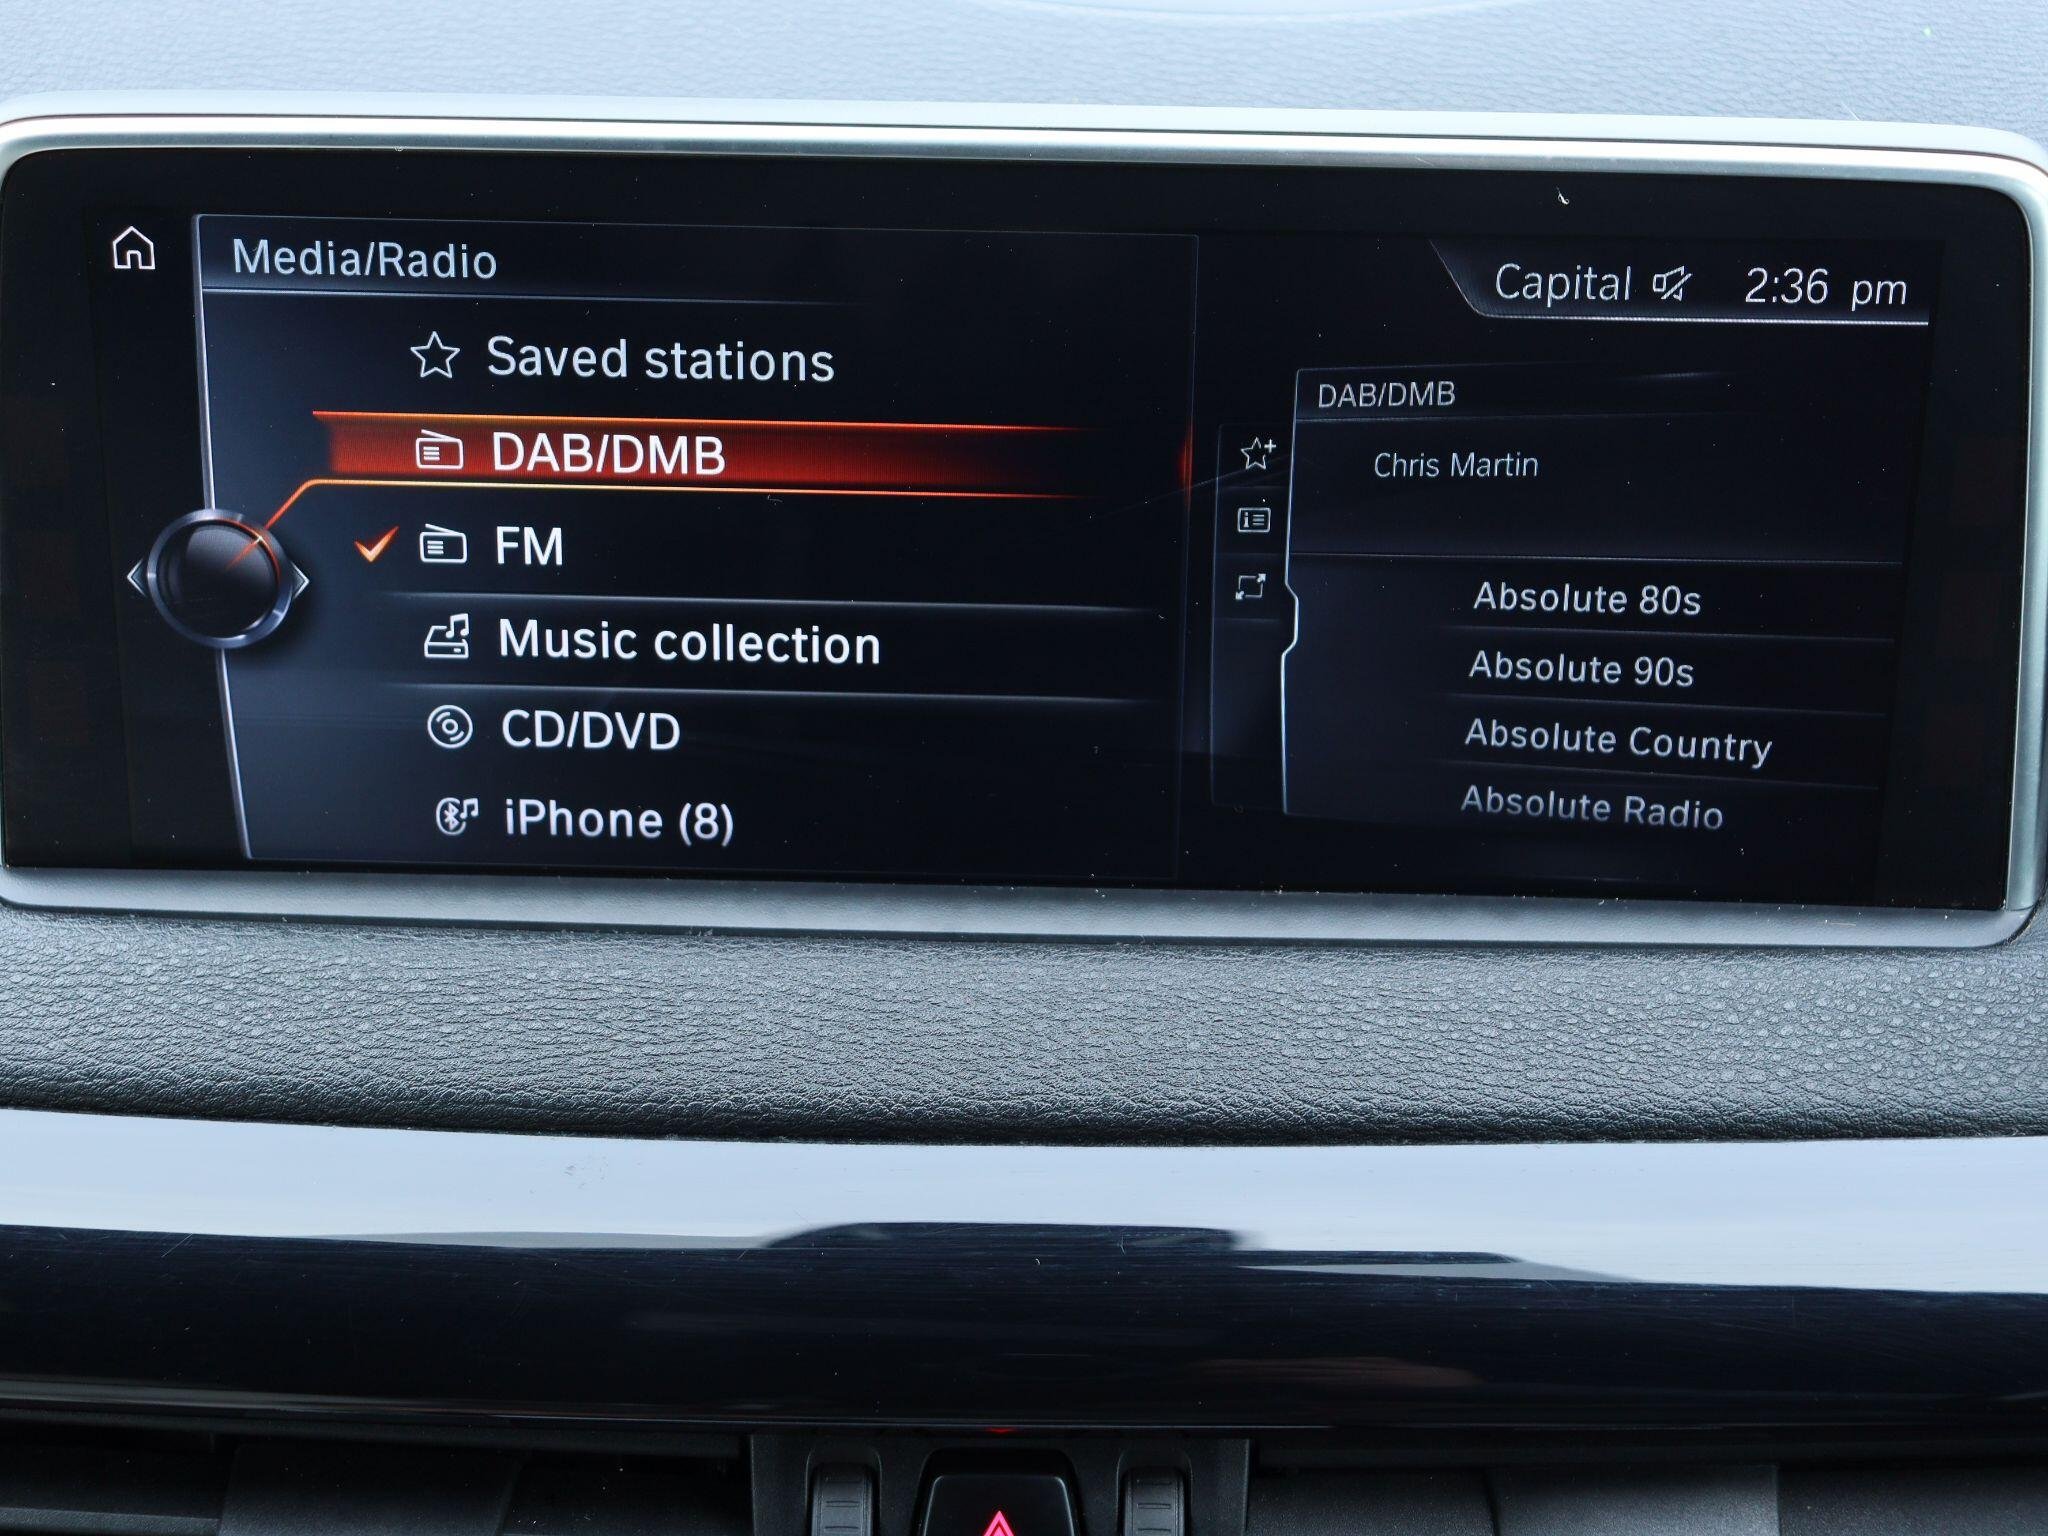 Media/Radio
Capital 2:36 pm
Saved stations
DAB/DMB
FM
Music collection
CD/DVD
iPhone (8)
DAB/DMB
Chris Martin
Absolute 80s
Absolute 90s
Absolute Country
Absolute Radio